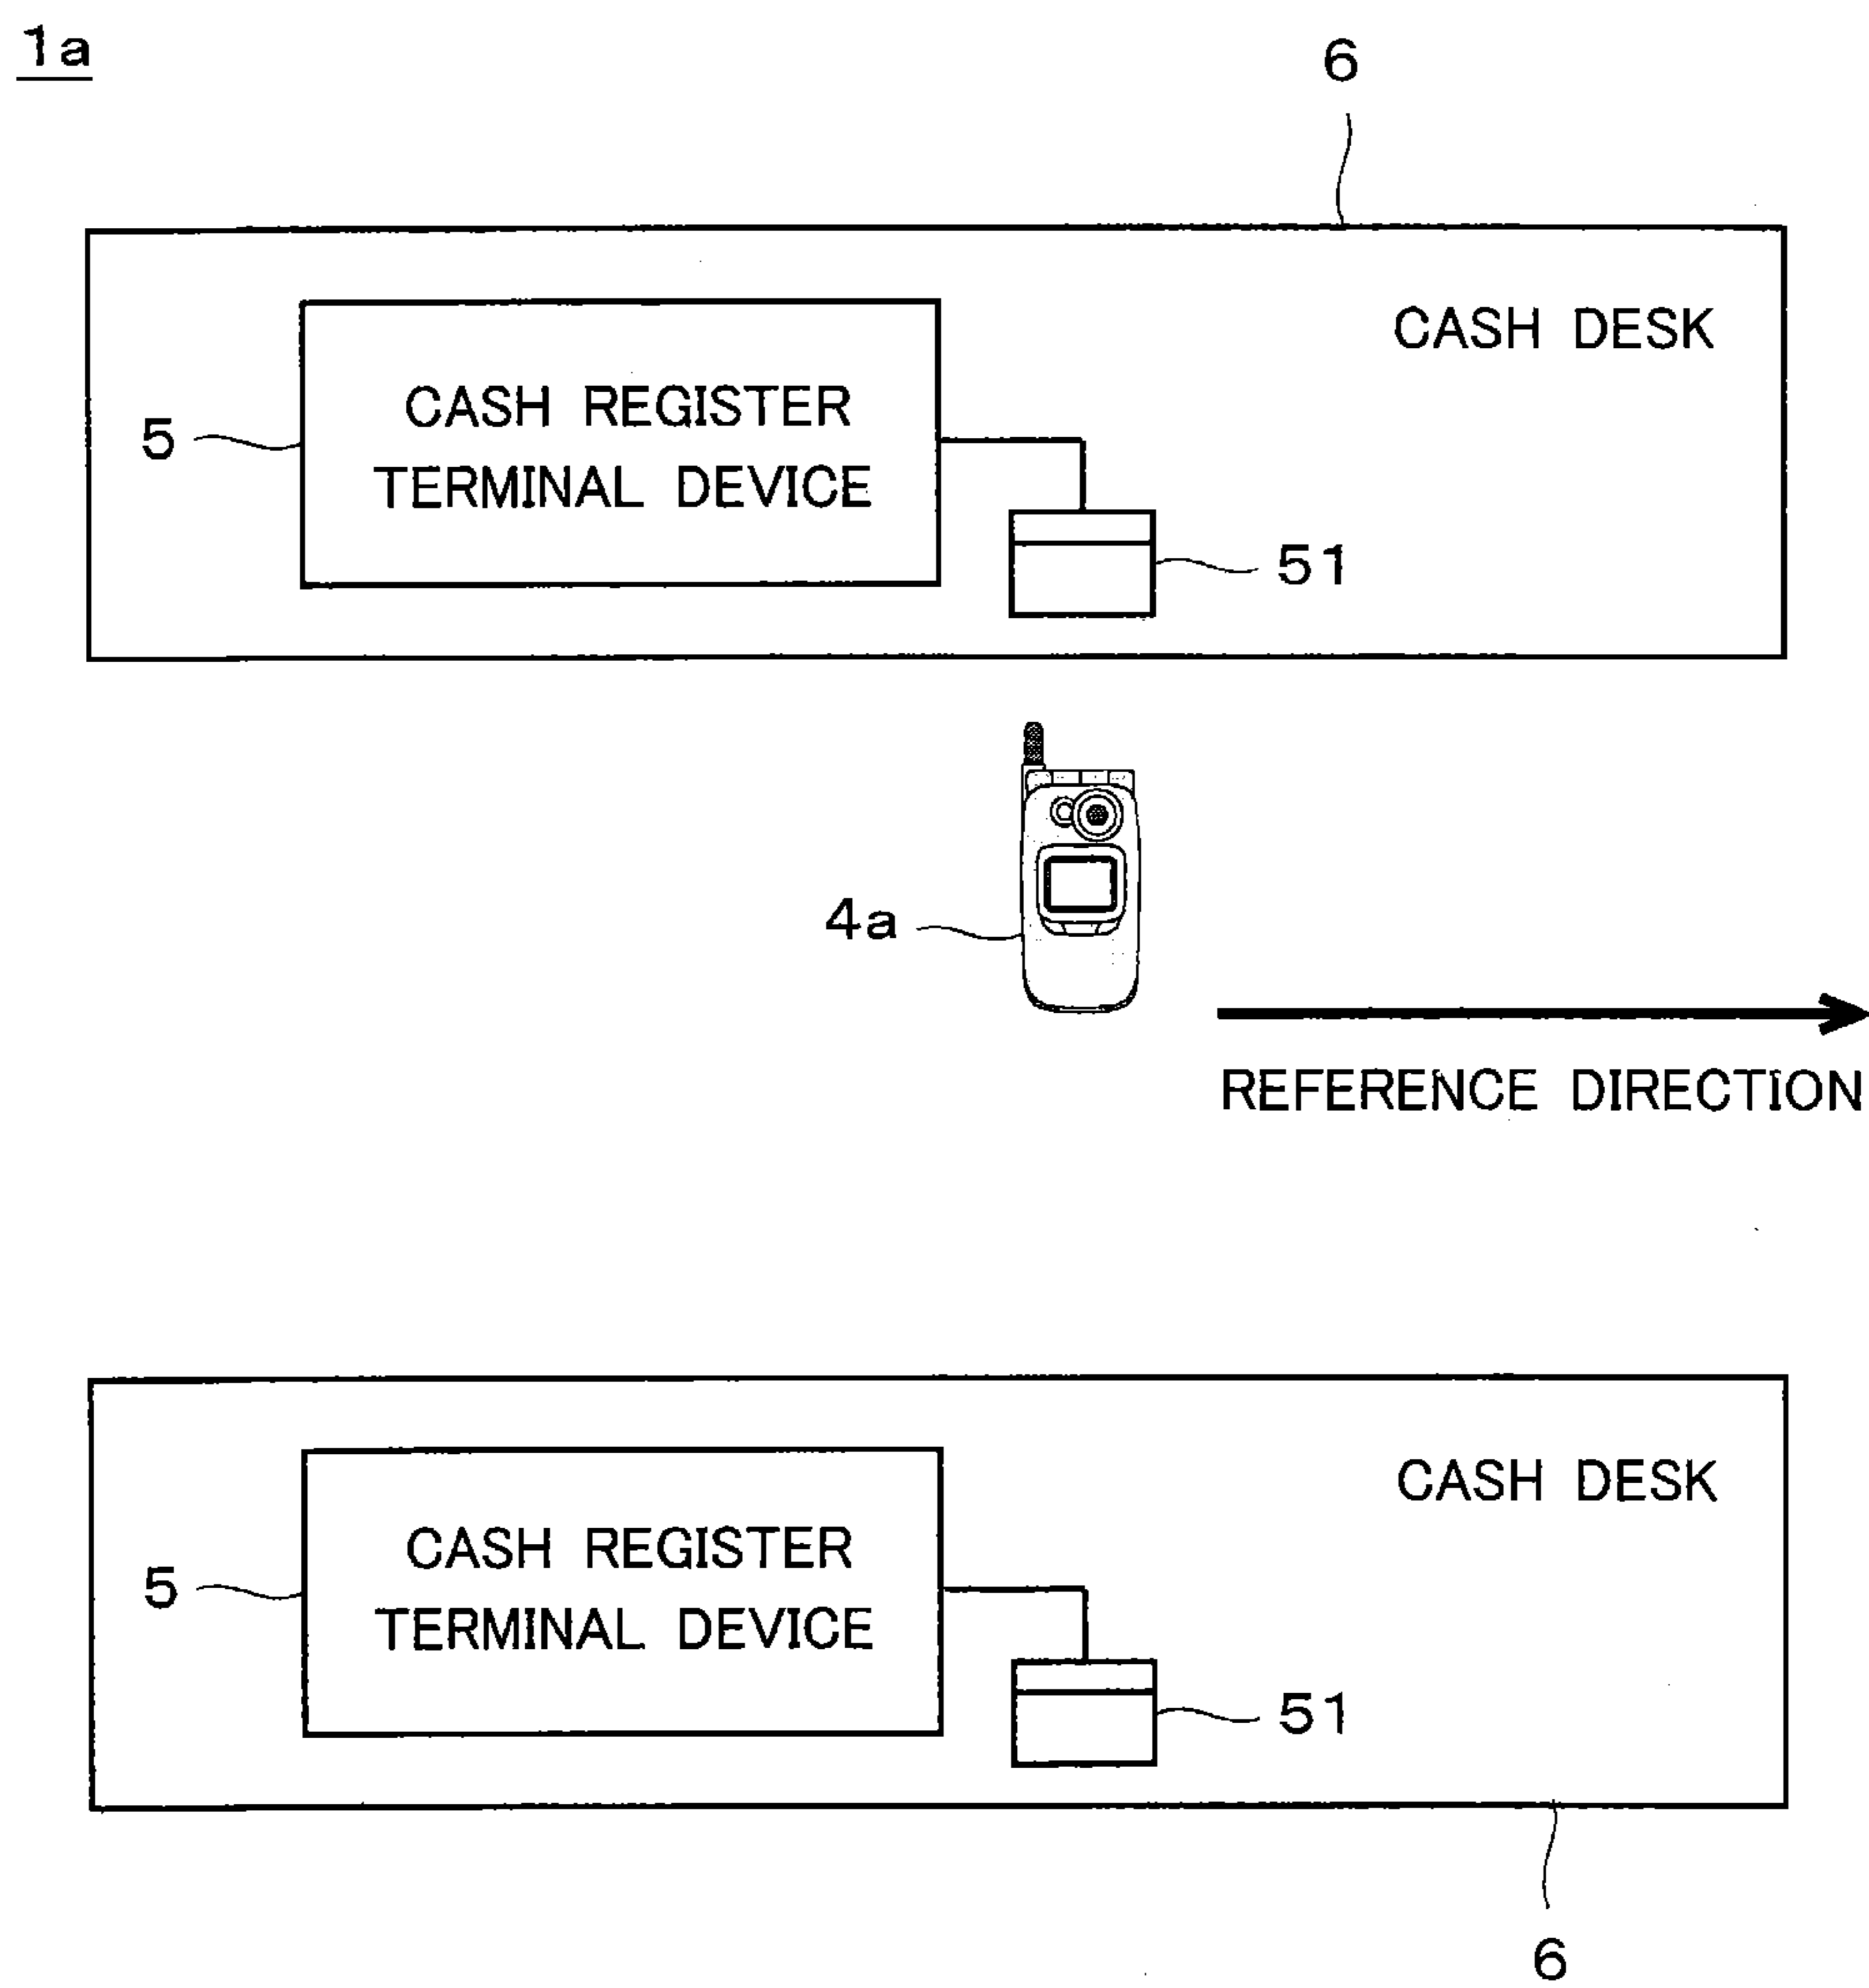 1a
6
CASH DESK
5
CASH REGISTER
TERMINAL DEVICE
51
4a
REFERENCE DIRECTION
CASH DESK
5
CASH REGISTER
TERMINAL DEVICE
51
6